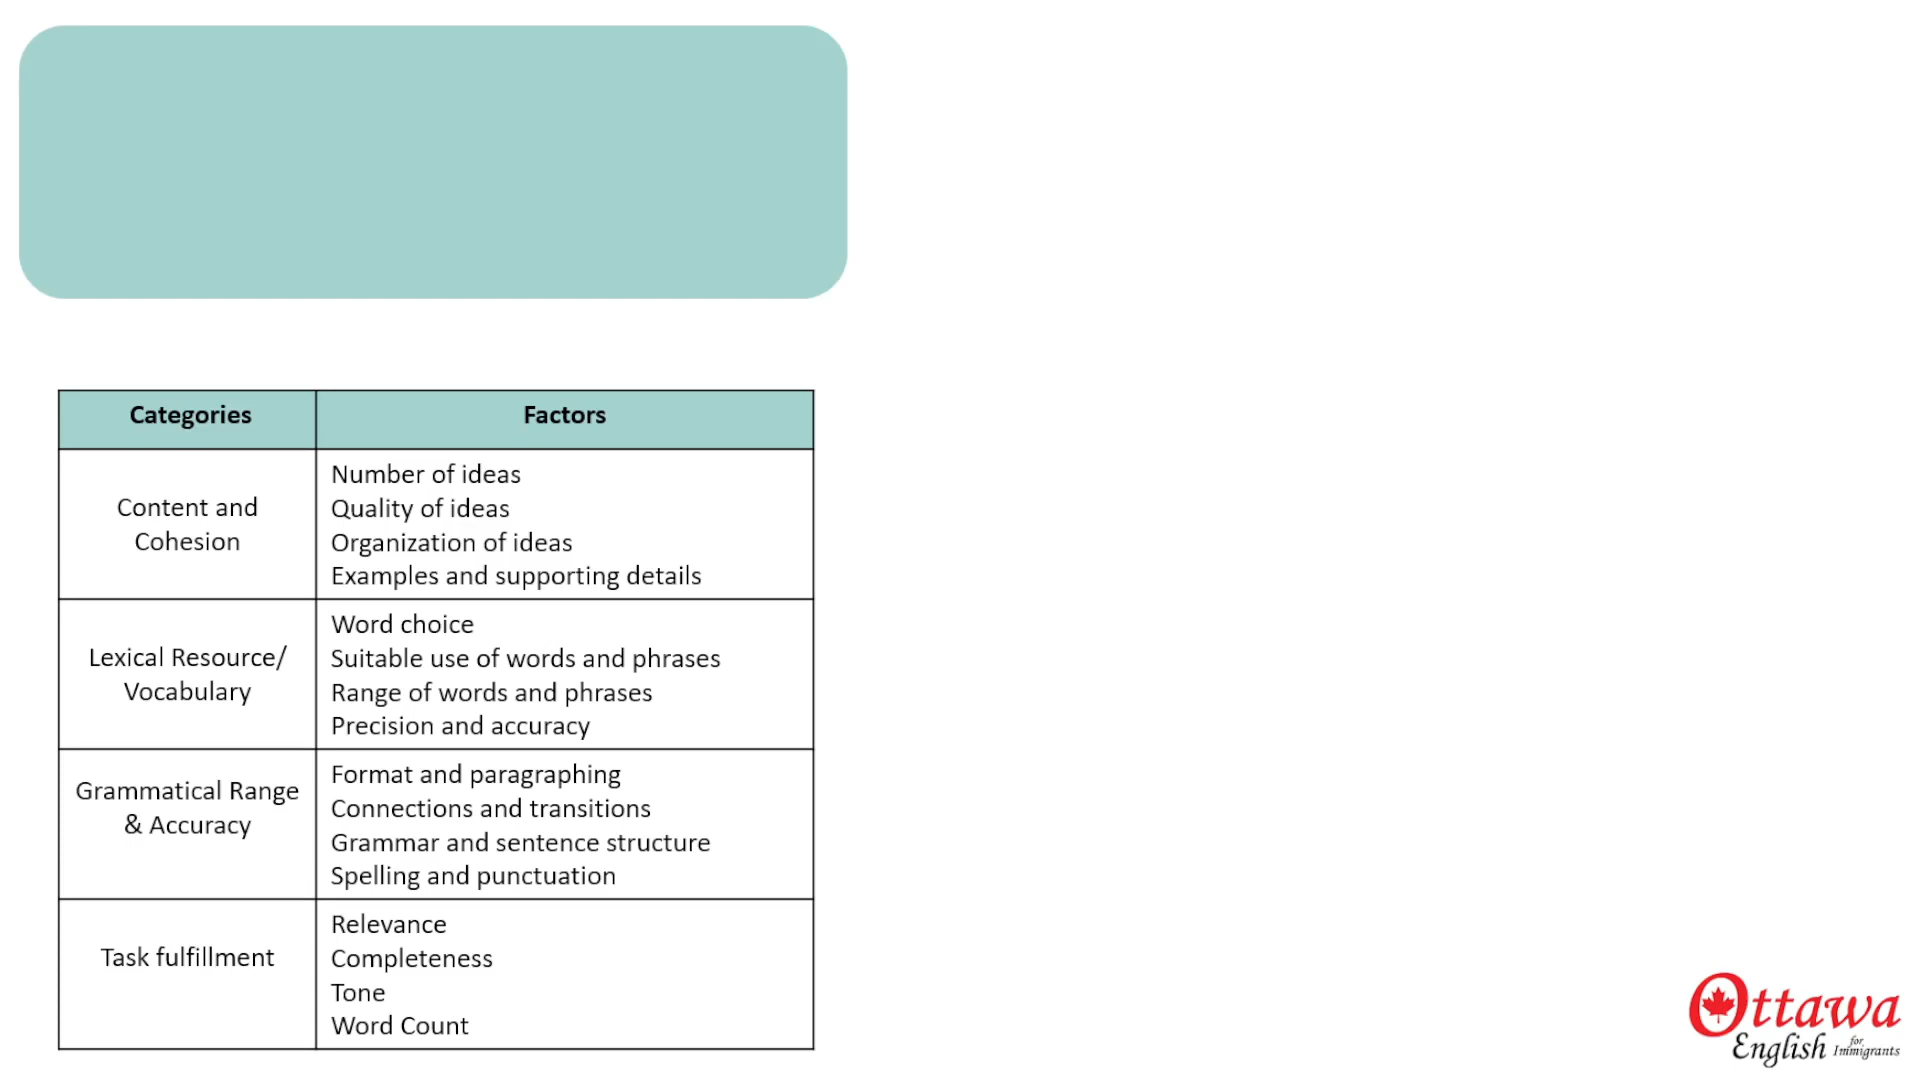 Categories
Factors
Content and
Cohesion
Number of ideas
Quality of ideas
Organization of ideas
Examples and supporting details
Lexical Resource/
Vocabulary
Word choice
Suitable use of words and phrases
Range of words and phrases
Precision and accuracy
Grammatical Range
& Accuracy
Format and paragraphing
Connections and transitions
Grammar and sentence structure
Spelling and punctuation
Task fulfillment
Relevance
Completeness
Tone
Word Count
Ottawa
English for Immigrants